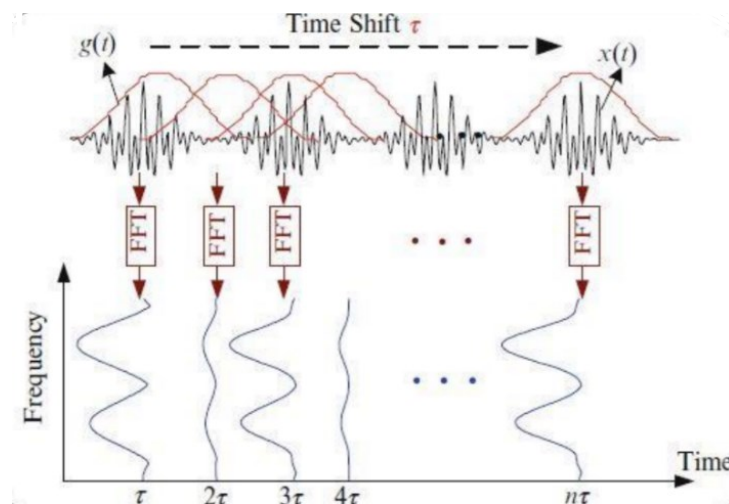 Time Shift τ
g(t)
x(t)
FFT
FFT
FFT
FFT
Frequency
Time
τ 2τ 3τ 4τ nτ